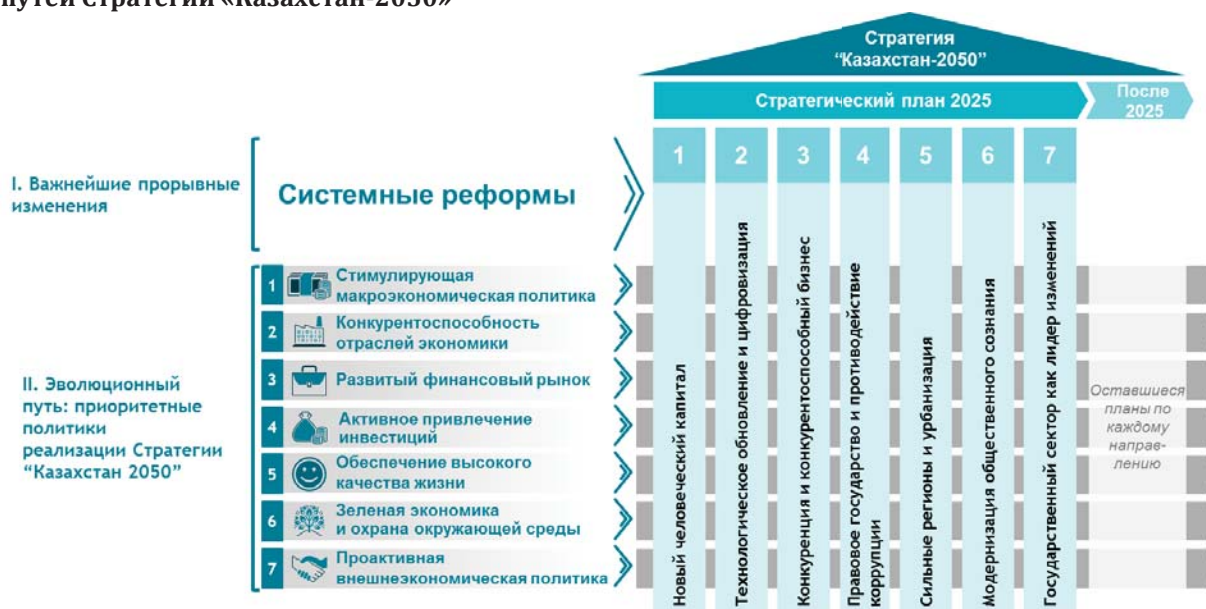 путей Стратегии «Казахстан-2050»
Стратегия
“Казахстан-2050”
Стратегический план 2025
После
2025
I. Важнейшие прорывные
изменения
Системные реформы
1
2
3
4
5
6
7
Новый человеческий капитал
Технологическое обновление и цифровизация
Конкуренция и конкурентоспособный бизнес
Правовое государство и противодействие
коррупции
Сильные регионы и урбанизация
Модернизация общественного сознания
Государственный сектор как лидер изменений
II. Эволюционный
путь: приоритетные
политики
реализации Стратегии
“Казахстан 2050”
1
Стимулирующая
макроэкономическая политика
2
Конкурентоспособность
отраслей экономики
3
Развитый финансовый рынок
4
Активное привлечение
инвестиций
5
Обеспечение высокого
качества жизни
6
Зеленая экономика
и охрана окружающей среды
7
Проактивная
внешнеэкономическая политика
Оставшиеся
планы по
каждому
направ-
лению